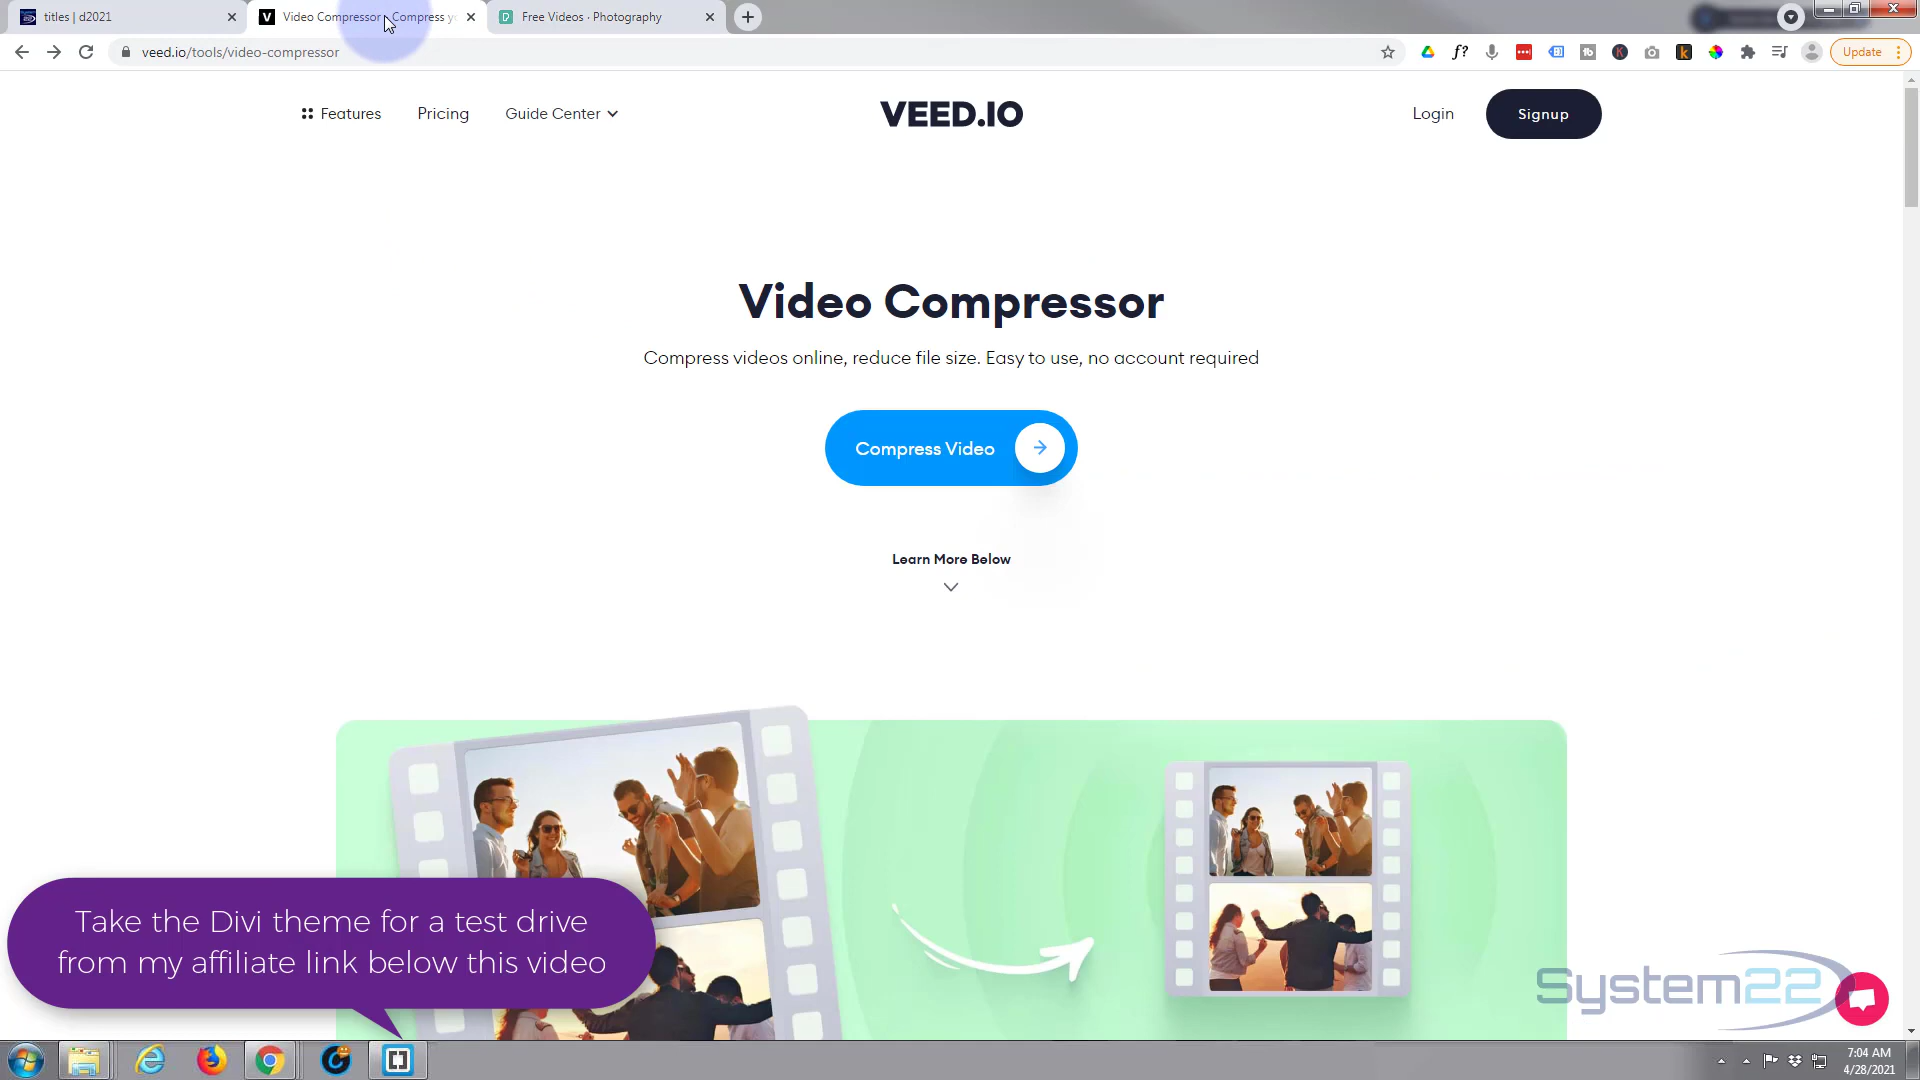 titles | d2021
Video Compressor - Compress yo
Free Videos · Photography
veed.io/tools/video-compressor
f?
Update
Features
Pricing
Guide Center
VEED.IO
Login
Signup
Video Compressor
Compress videos online, reduce file size. Easy to use, no account required
Compress Video
Learn More Below
Take the Divi theme for a test drive
from my affiliate link below this video
System22
7:04 AM
4/28/2021